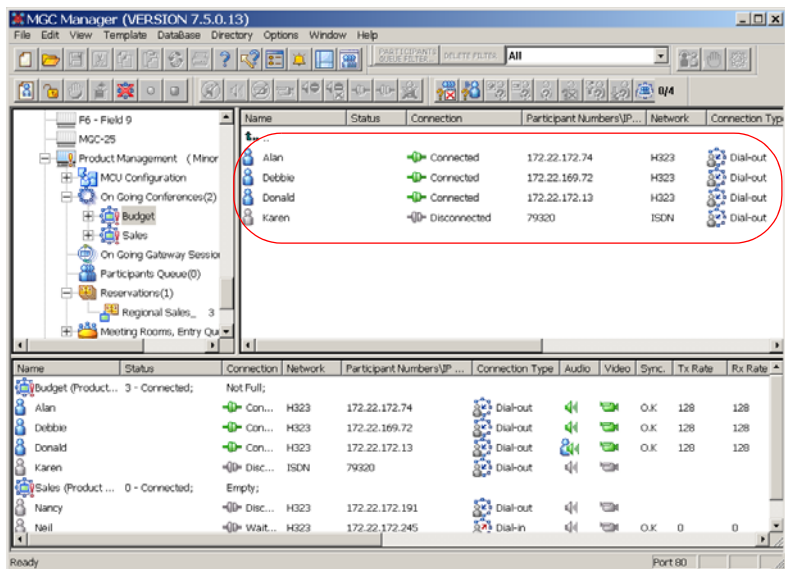 MGC Manager (VERSION 7.5.0.13)
File Edit View Template DataBase Directory Options Window Help
PARTICIPANTS QUEUE FILTER... DELETE FILTER All
0/4
F6 - Field 9
MGC-25
Product Management (Minor
MCU Configuration
On Going Conferences(2)
Budget
Sales
On Going Gateway Session
Participants Queue(0)
Reservations(1)
Regional Sales_ 3
Meeting Rooms, Entry Qu
Name Status Connection Participant Numbers\IP... Network Connection Typ
..
Alan Connected 172.22.172.74 H323 Dial-out
Debbie Connected 172.22.169.72 H323 Dial-out
Donald Connected 172.22.172.13 H323 Dial-out
Karen Disconnected 79320 ISDN Dial-out
Name Status Connection Network Participant Numbers\IP ... Connection Type Audio Video Sync. Tx Rate Rx Rate
Budget (Product... 3 - Connected; Not Full;
Alan Con... H323 172.22.172.74 Dial-out O.K 128 128
Debbie Con... H323 172.22.169.72 Dial-out O.K 128 128
Donald Con... H323 172.22.172.13 Dial-out O.K 128 128
Karen Disc... ISDN 79320 Dial-out
Sales (Product ... 0 - Connected; Empty;
Nancy Disc... H323 172.22.172.191 Dial-out
Neil Wait... H323 172.22.172.245 Dial-in O.K 0 0
Ready Port 80